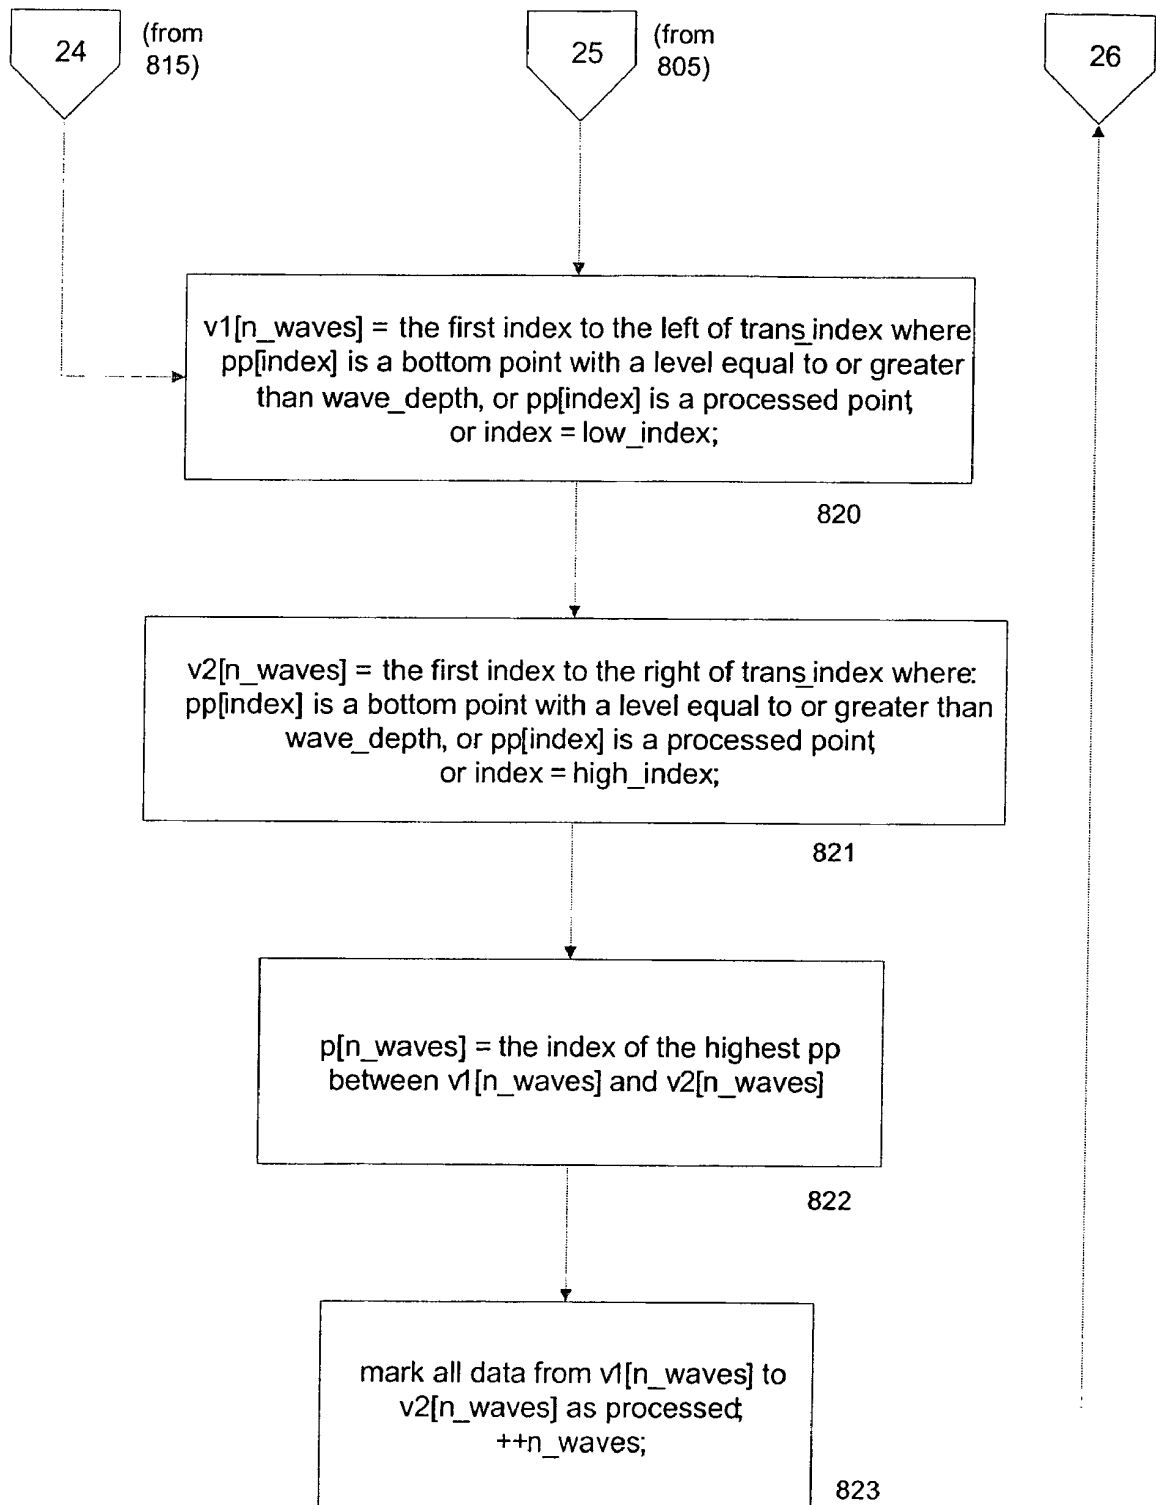 24
(from
815)
25
(from
805)
26
v1[n_waves] = the first index to the left of trans_index where
pp[index] is a bottom point with a level equal to or greater
than wave_depth, or pp[index] is a processed point,
or index = low_index;
820
v2[n_waves] = the first index to the right of trans_index where:
pp[index] is a bottom point with a level equal to or greater than
wave_depth, or pp[index] is a processed point,
or index = high_index;
821
p[n_waves] = the index of the highest pp
between v1[n_waves] and v2[n_waves]
822
mark all data from v1[n_waves] to
v2[n_waves] as processed;
++n_waves;
823